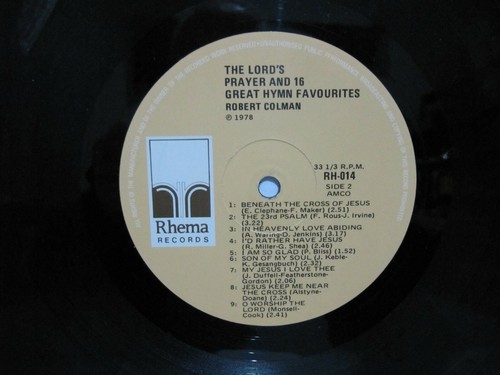 THE LORD'S
PRAYER AND 16
GREAT HYMN FAVOURITES
ROBERT COLMAN
℗ 1978
33 1/3 R.P.M.
RH-014
SIDE 2
AMCO
Rhema
RECORDS
1: BENEATH THE CROSS OF JESUS
(E. Clephane-F. Maker) (2.51)
2: THE 23rd PSALM (F. Rous-J. Irvine)
(3.22)
3: IN HEAVENLY LOVE ABIDING
(A. Waring-D. Jenkins) (3.17)
4: I'D RATHER HAVE JESUS
(R. Miller-G. Shea) (2.46)
5: I AM SO GLAD (P. Bliss) (1.52)
6: SON OF MY SOUL (J. Keble-
K. Gesangbuch) (2.32)
7: MY JESUS I LOVE THEE
(J. Duffell-Featherstone-
Gordon) (2.06)
8: JESUS KEEP ME NEAR
THE CROSS (Alstyne-
Doane) (2.24)
9: O WORSHIP THE
LORD (Monsell-
Cook) (2.41)